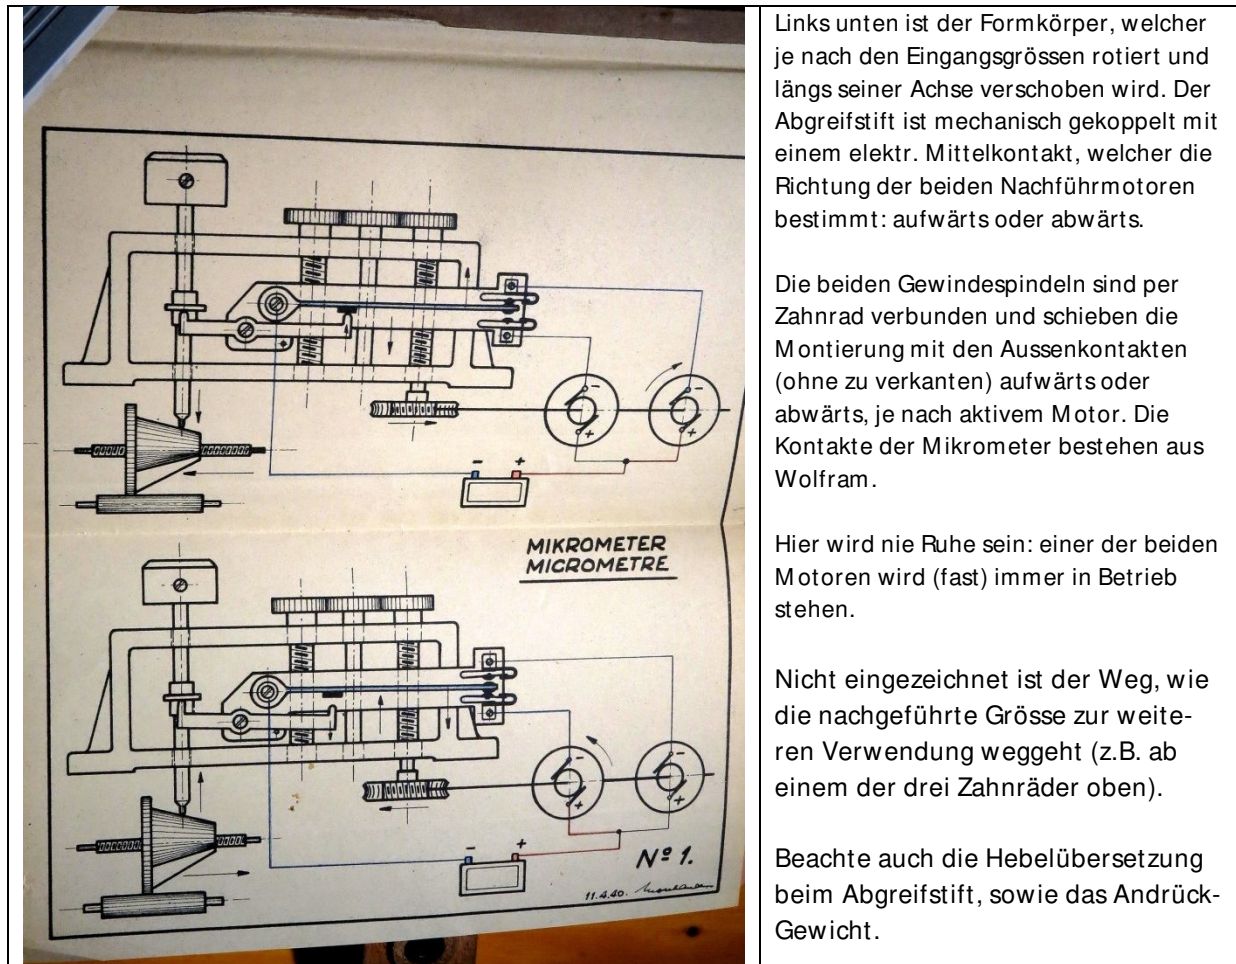 Links unten ist der Formkörper, welcher
je nach den Eingangsgrössen rotiert und
längs seiner Achse verschoben wird. Der
Abgreifstift ist mechanisch gekoppelt mit
einem elektr. Mittelkontakt, welcher die
Richtung der beiden Nachführmotoren
bestimmt: aufwärts oder abwärts.
Die beiden Gewindespindeln sind per
Zahnrad verbunden und schieben die
Montierung mit den Aussenkontakten
(ohne zu verkanten) aufwärts oder
abwärts, je nach aktivem Motor. Die
Kontakte der Mikrometer bestehen aus
Wolfram.
Hier wird nie Ruhe sein: einer der beiden
Motoren wird (fast) immer in Betrieb
stehen.
Nicht eingezeichnet ist der Weg, wie
die nachgeführte Grösse zur weite-
ren Verwendung weggeht (z.B. ab
einem der drei Zahnräder oben).
Beachte auch die Hebelübersetzung
beim Abgreifstift, sowie das Andrück-
Gewicht.
- -
+ +
- +
MIKROMETER
MICROMETRE
- -
+ +
- +
Nº 1.
11.4.40.